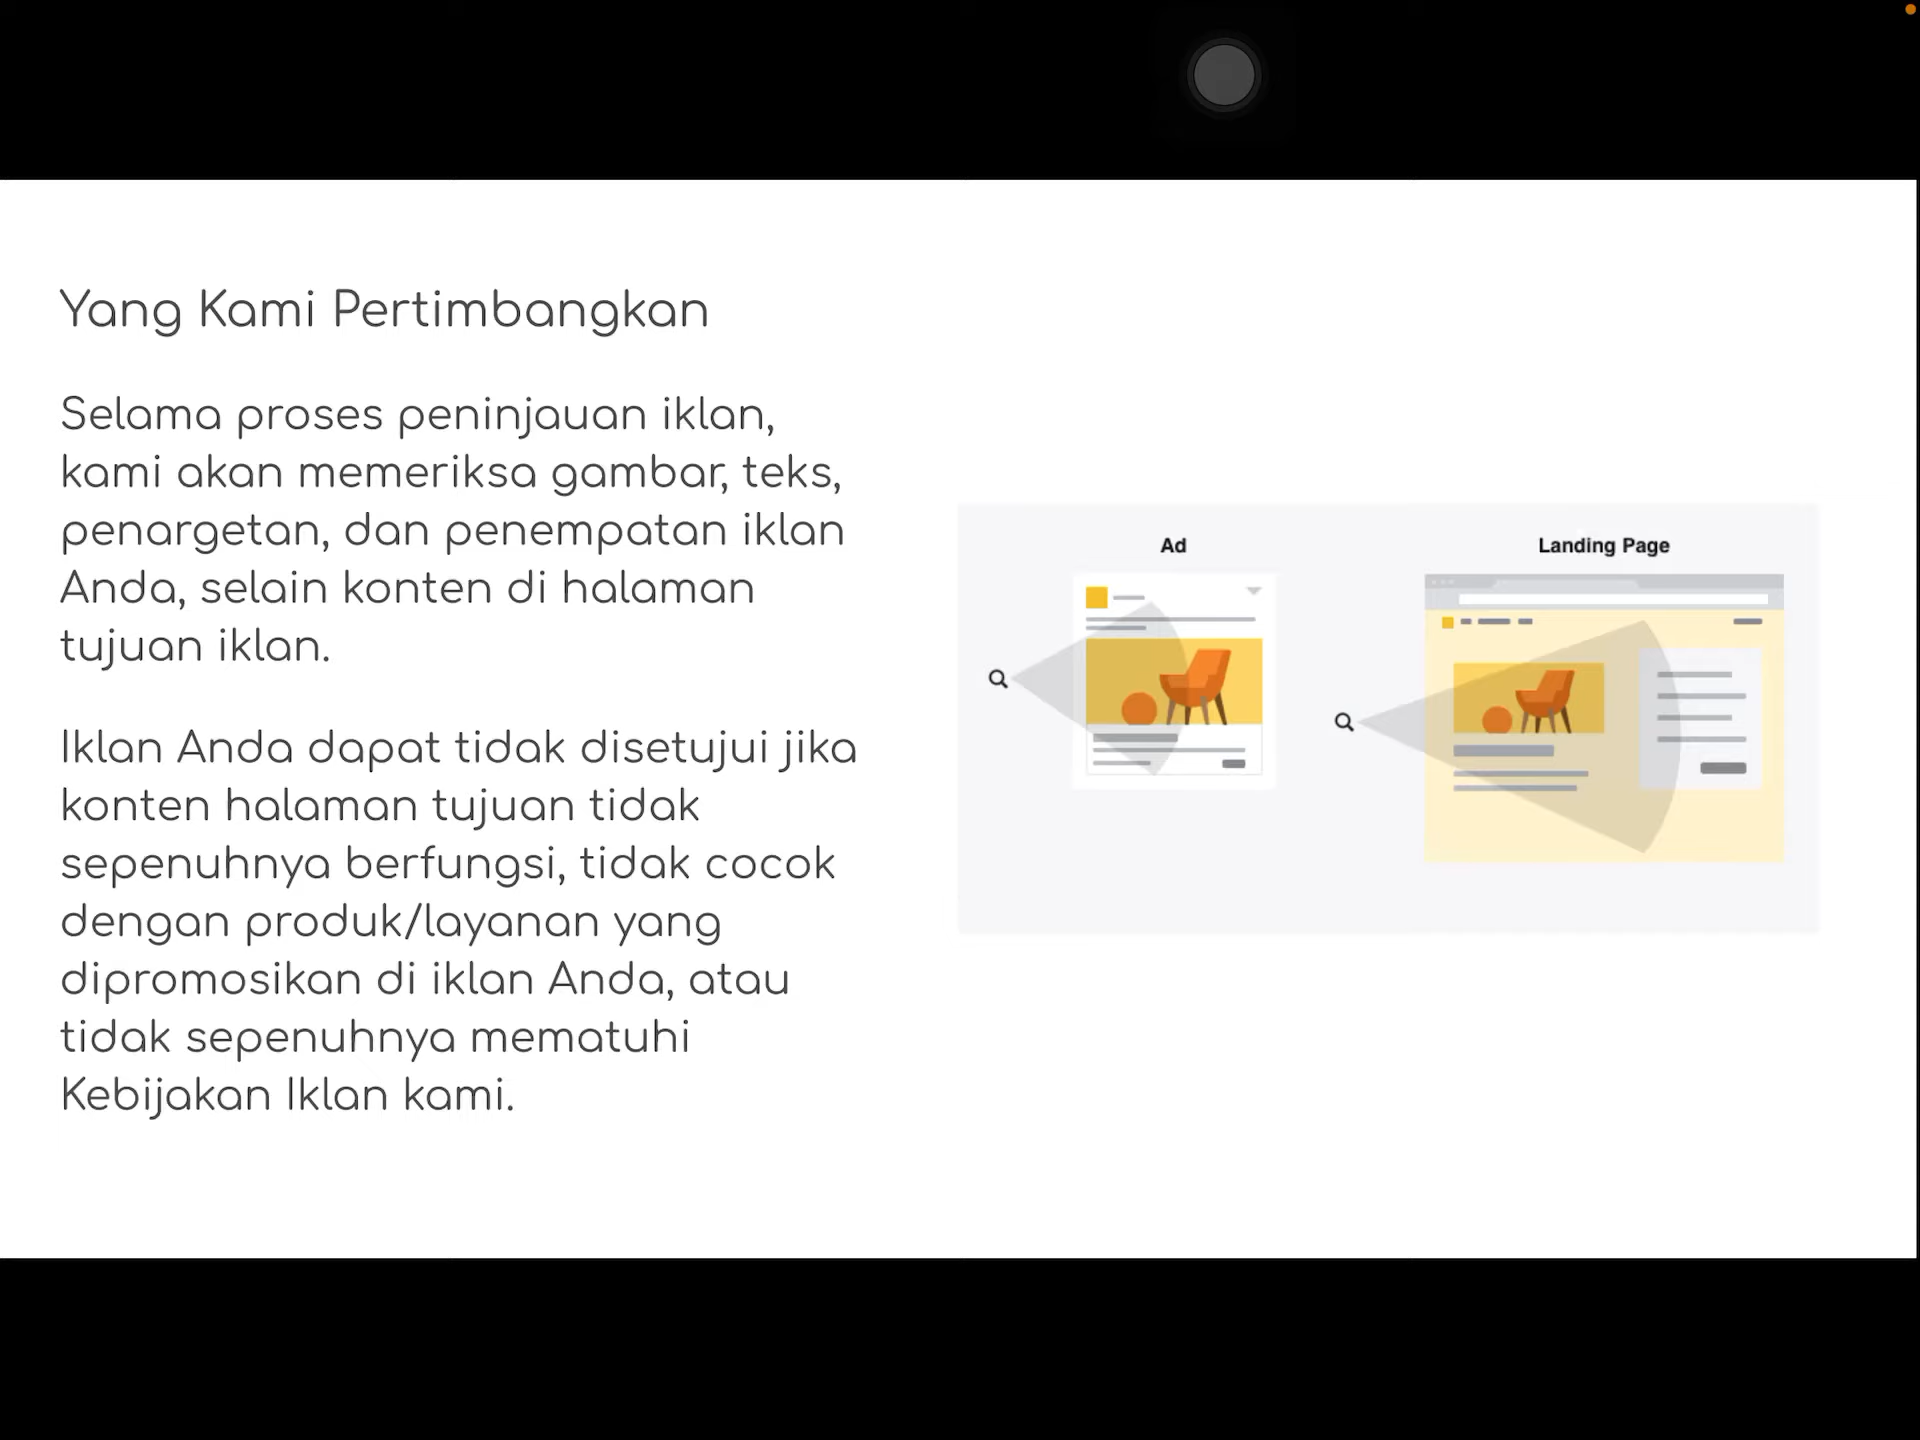 Yang Kami Pertimbangkan
Selama proses peninjauan iklan,
kami akan memeriksa gambar, teks,
penargetan, dan penempatan iklan
Anda, selain konten di halaman
tujuan iklan.
Iklan Anda dapat tidak disetujui jika
konten halaman tujuan tidak
sepenuhnya berfungsi, tidak cocok
dengan produk/layanan yang
dipromosikan di iklan Anda, atau
tidak sepenuhnya mematuhi
Kebijakan Iklan kami.
Ad
Landing Page